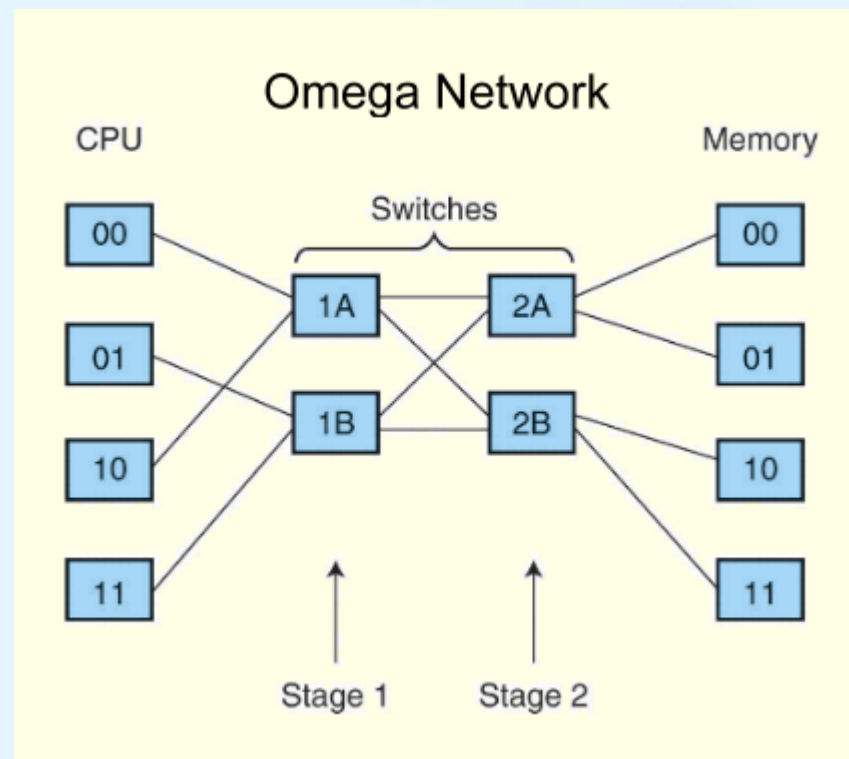 Omega Network
CPU
Memory
Switches
00
00
1A
2A
01
01
1B
2B
10
10
11
11
Stage 1
Stage 2